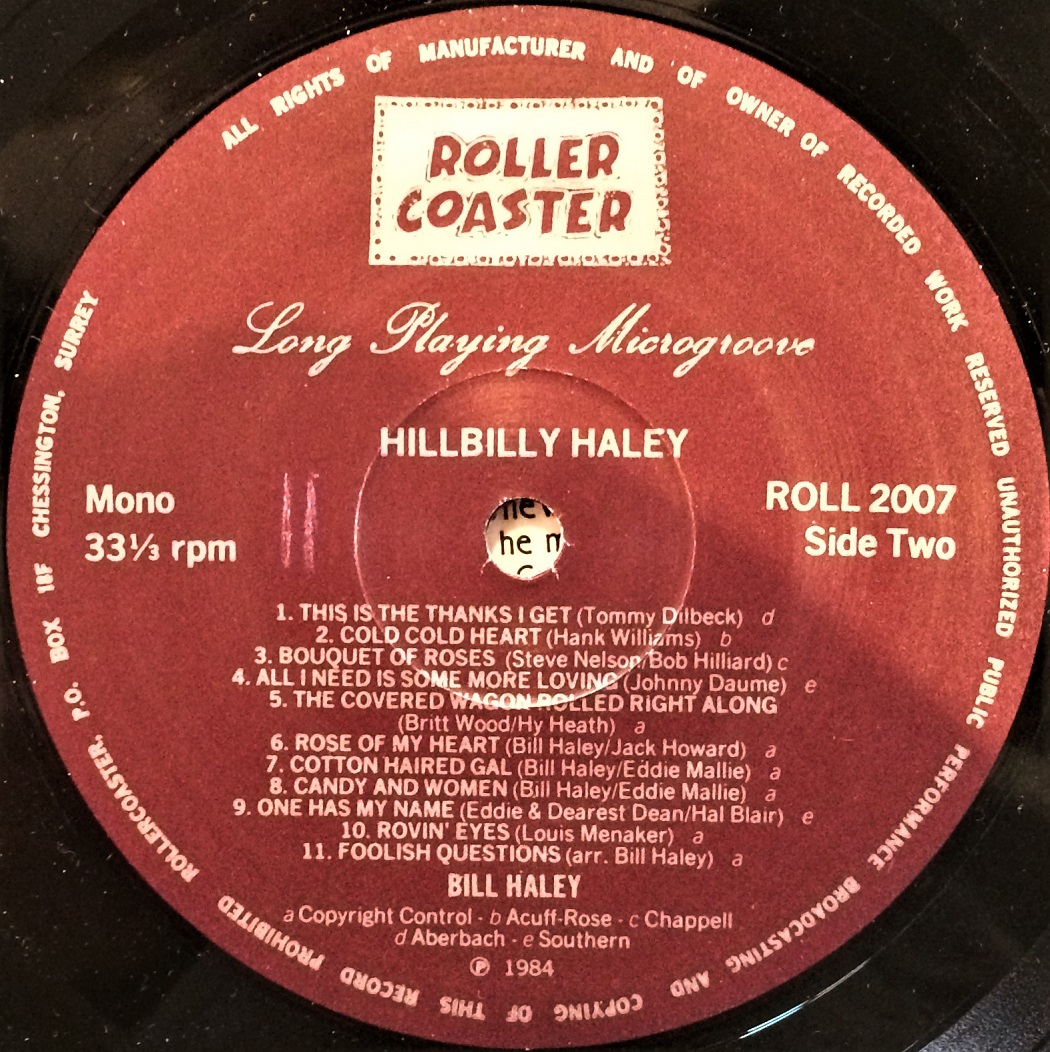 ALL RIGHTS OF MANUFACTURER AND OF OWNER OF RECORDED WORK RESERVED UNAUTHORIZED PUBLIC PERFORMANCE BROADCASTING AND COPYING OF THIS RECORD PROHIBITED ROLLERCOASTER, P.O. BOX 18F CHESSINGTON, SURREY
ROLLER
COASTER
Long Playing Microgroove
HILLBILLY HALEY
Mono
33⅓ rpm
ROLL 2007
Side Two
he m
1. THIS IS THE THANKS I GET (Tommy Dilbeck) d
2. COLD COLD HEART (Hank Williams) b
3. BOUQUET OF ROSES (Steve Nelson/Bob Hilliard) c
4. ALL I NEED IS SOME MORE LOVING (Johnny Daume) e
5. THE COVERED WAGON ROLLED RIGHT ALONG
(Britt Wood/Hy Heath) a
6. ROSE OF MY HEART (Bill Haley/Jack Howard) a
7. COTTON HAIRED GAL (Bill Haley/Eddie Mallie) a
8. CANDY AND WOMEN (Bill Haley/Eddie Mallie) a
9. ONE HAS MY NAME (Eddie & Dearest Dean/Hal Blair) e
10. ROVIN' EYES (Louis Menaker) a
11. FOOLISH QUESTIONS (arr. Bill Haley) a
BILL HALEY
a Copyright Control - b Acuff-Rose - c Chappell
d Aberbach - e Southern
℗ 1984